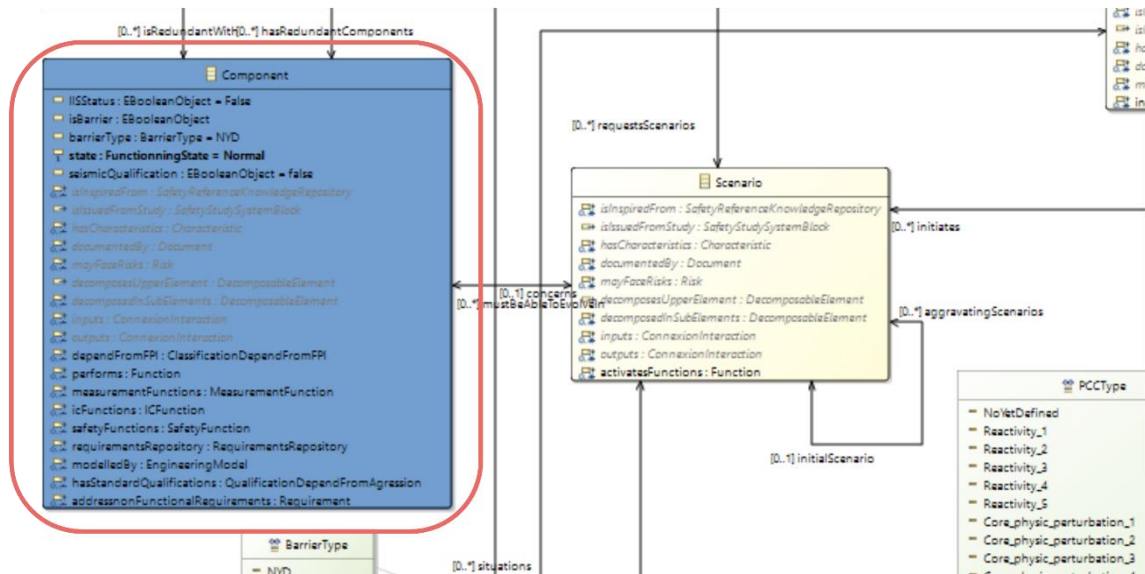 [0..*] isRedundantWith
[0..*] hasRedundantComponents
Component
IISStatus : EBooleanObject = False
isBarrier : EBooleanObject
barrierType : BarrierType = NYD
state : FunctionningState = Normal
seismicQualification : EBooleanObject = false
isInspiredFrom : SafetyReferenceKnowledgeRepository
isIssuedFromStudy : SafetyStudySystemBlock
hasCharacteristics : Characteristic
documentedBy : Document
mayFaceRisks : Risk
decomposesUpperElement : DecomposableElement
decomposedInSubElements : DecomposableElement
inputs : ConnexionInteraction
outputs : ConnexionInteraction
dependFromFPI : ClassificationDependFromFPI
performs : Function
measurementFunctions : MeasurementFunction
icFunctions : ICFunction
safetyFunctions : SafetyFunction
requirementsRepository : RequirementsRepository
modelledBy : EngineeringModel
hasStandardQualifications : QualificationDependFromAgression
addressnonFunctionalRequirements : Requirement
BarrierType
NYD
[0..1] concerns
[0..*] mustBeAbleToEvolveIn
[0..*] situations
[0..*] requestsScenarios
Scenario
isInspiredFrom : SafetyReferenceKnowledgeRepository
isIssuedFromStudy : SafetyStudySystemBlock
hasCharacteristics : Characteristic
documentedBy : Document
mayFaceRisks : Risk
decomposesUpperElement : DecomposableElement
decomposedInSubElements : DecomposableElement
inputs : ConnexionInteraction
outputs : ConnexionInteraction
activatesFunctions : Function
[0..*] initiates
[0..*] aggravatingScenarios
[0..1] initialScenario
PCCType
NoYetDefined
Reactivity_1
Reactivity_2
Reactivity_3
Reactivity_4
Reactivity_5
Core_physic_perturbation_1
Core_physic_perturbation_2
Core_physic_perturbation_3